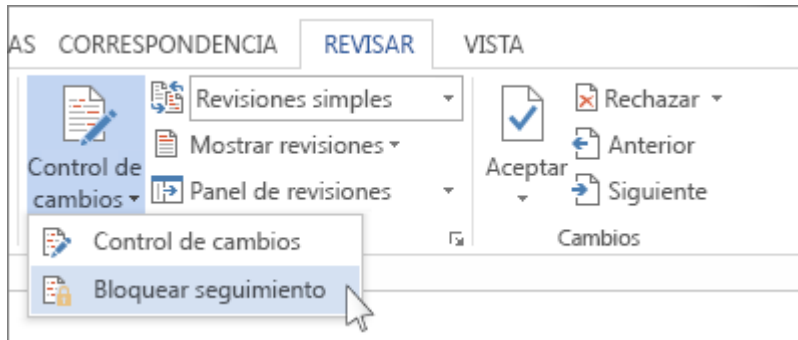 AS CORRESPONDENCIA REVISAR VISTA
Control de cambios
Revisiones simples
Mostrar revisiones
Panel de revisiones
Aceptar
Rechazar
Anterior
Siguiente
Cambios
Control de cambios
Bloquear seguimiento